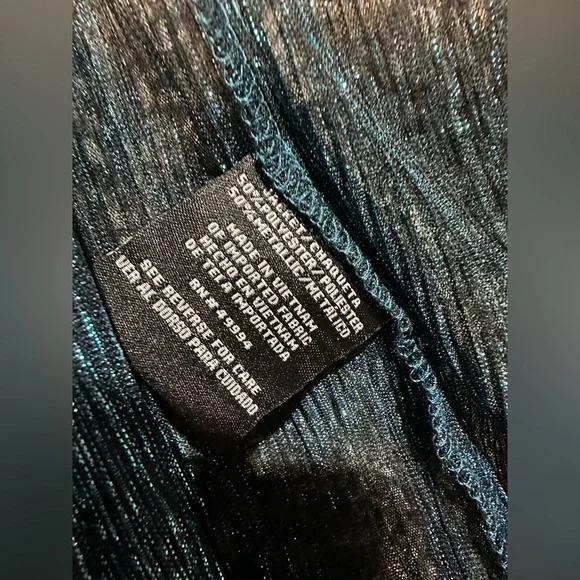 JACKET/CHAQUETA
50% POLYESTER/POLIESTER
50% METALLIC/METALICO
MADE IN VIETNAM
OF IMPORTED FABRIC
HECHO EN VIETNAM
DE TELA IMPORTADA
RN# 41994
SEE REVERSE FOR CARE
VER AL DORSO PARA CUIDADO